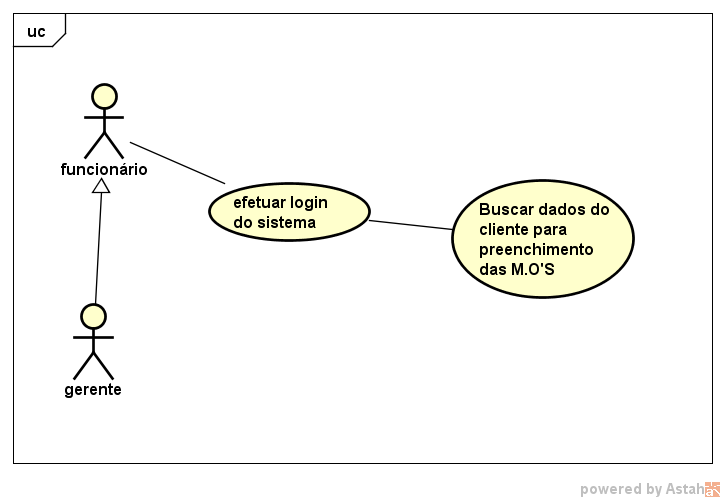 uc
funcionário
efetuar login
do sistema
Buscar dados do
cliente para
preenchimento
das M.O'S
gerente
powered by Astah